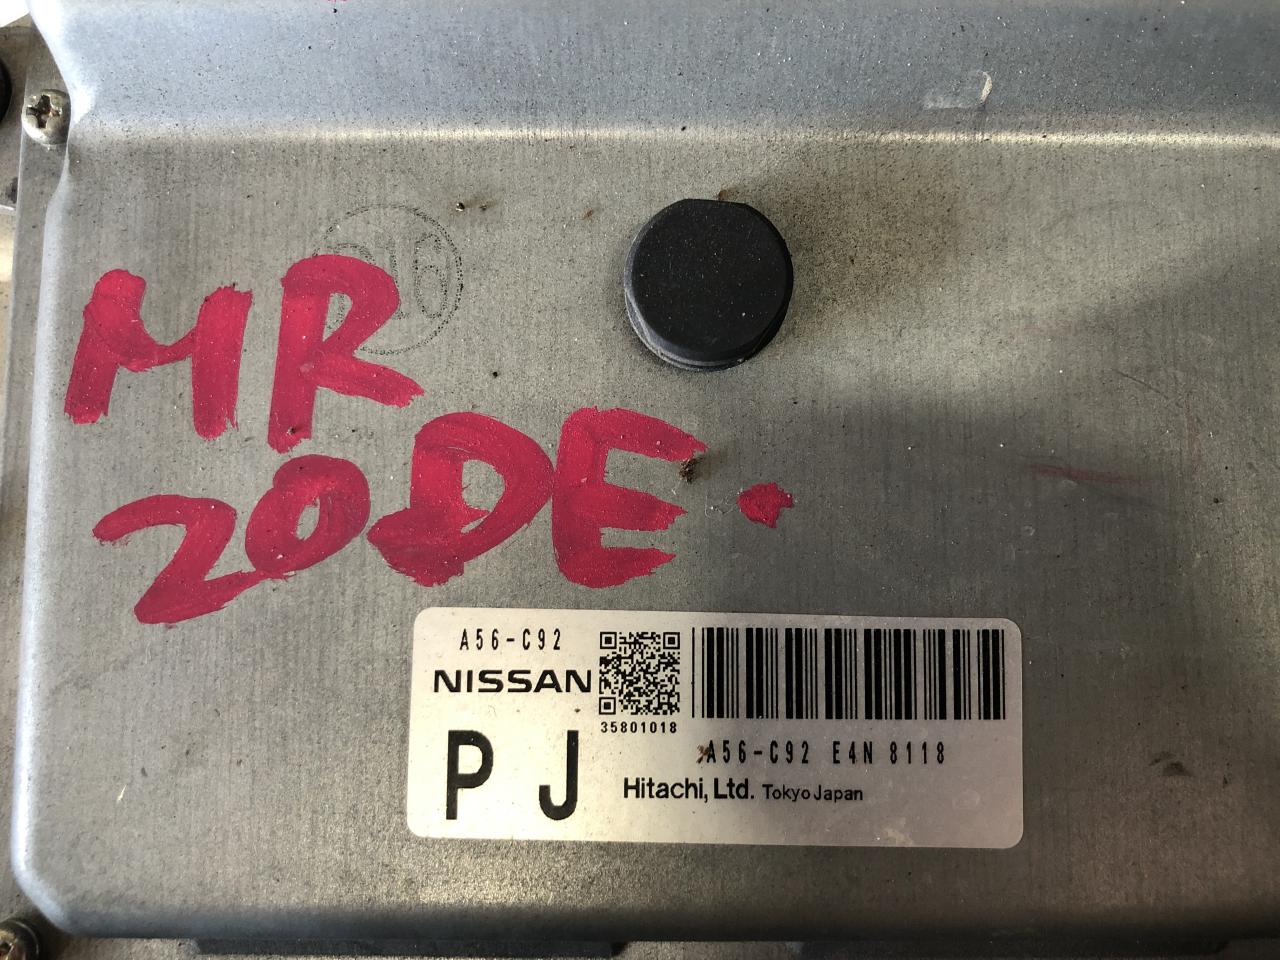 MR
20DE.
A56-C92
NISSAN
35801018
P J
A56-C92 E4N 8118
Hitachi, Ltd. Tokyo Japan